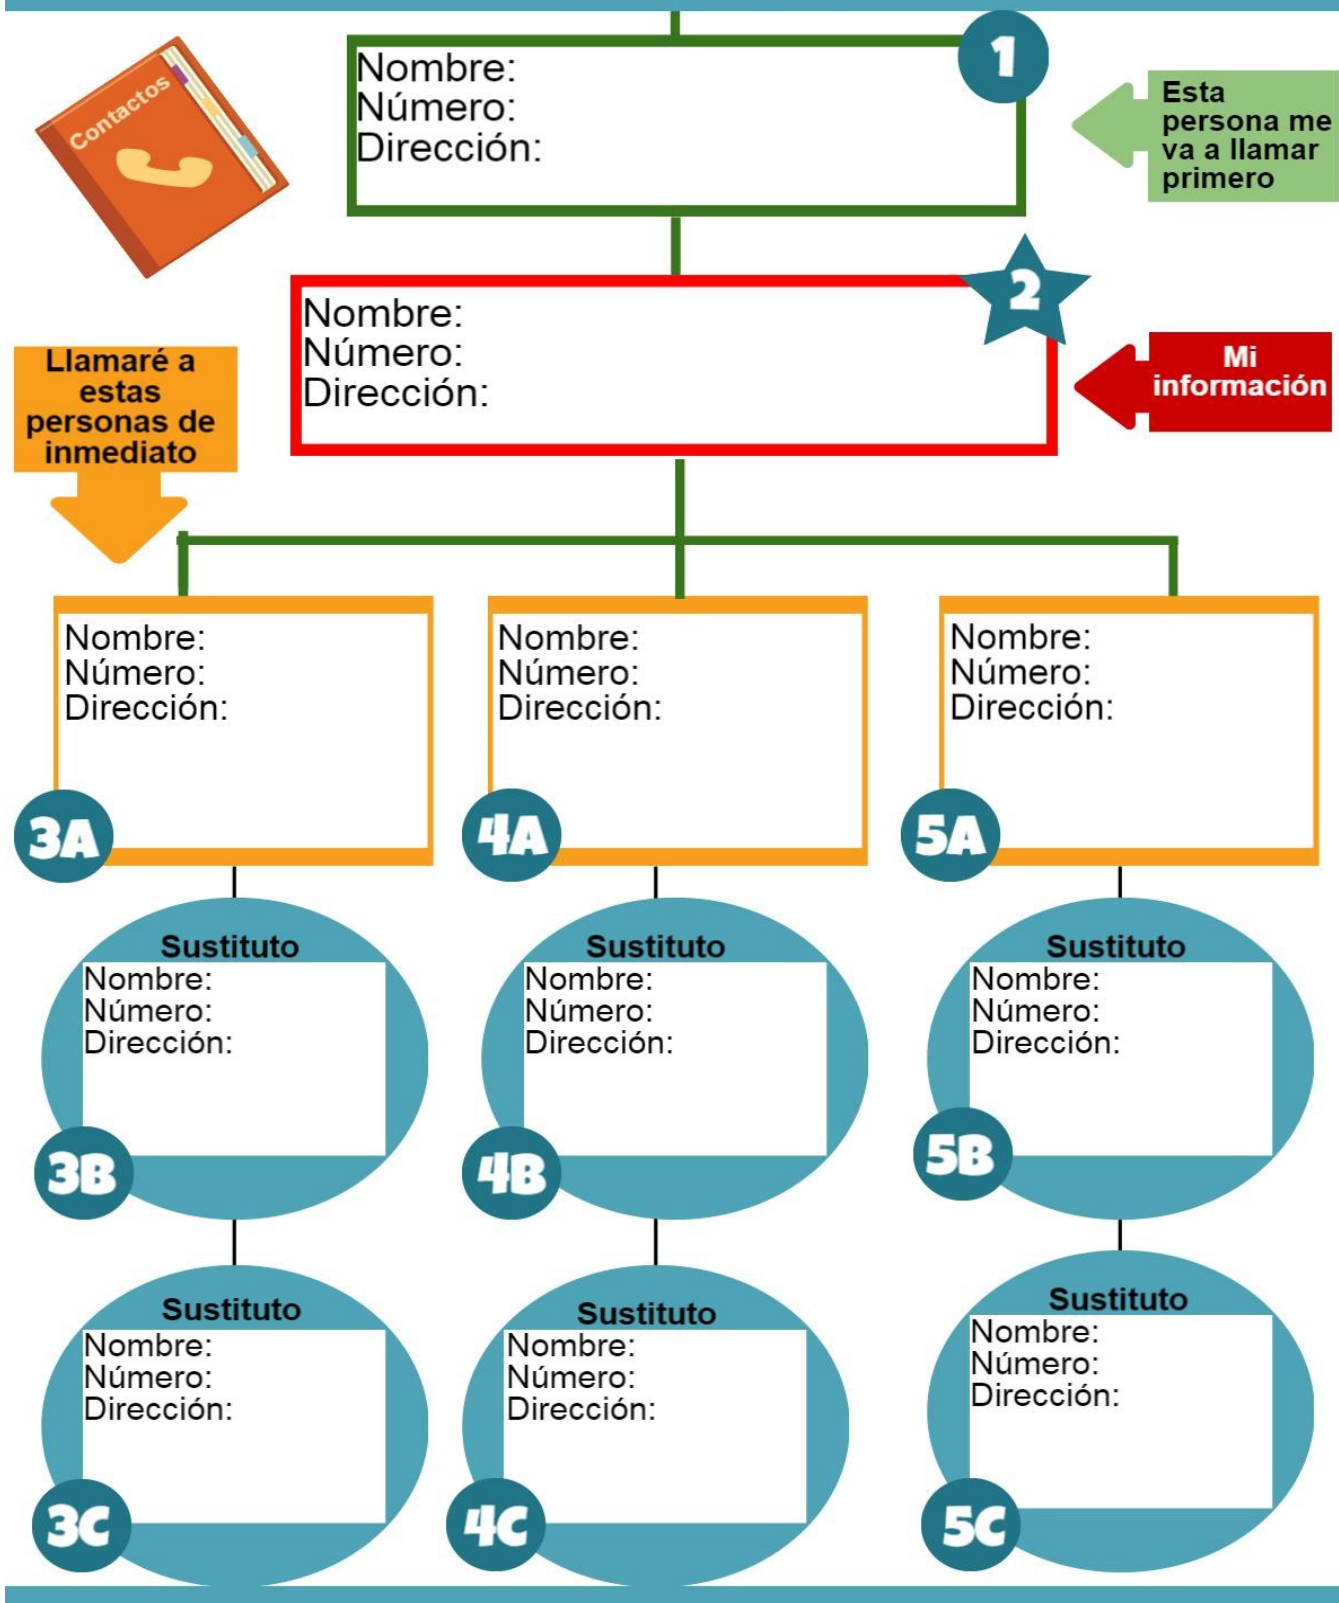 Contactos
Nombre:
Número:
Dirección:
1
Esta
persona me
va a llamar
primero
Nombre:
Número:
Dirección:
2
Mi
información
Llamaré a
estas
personas de
inmediato
Nombre:
Número:
Dirección:
3A
Nombre:
Número:
Dirección:
4A
Nombre:
Número:
Dirección:
5A
Sustituto
Nombre:
Número:
Dirección:
3B
Sustituto
Nombre:
Número:
Dirección:
4B
Sustituto
Nombre:
Número:
Dirección:
5B
Sustituto
Nombre:
Número:
Dirección:
3C
Sustituto
Nombre:
Número:
Dirección:
4C
Sustituto
Nombre:
Número:
Dirección:
5C